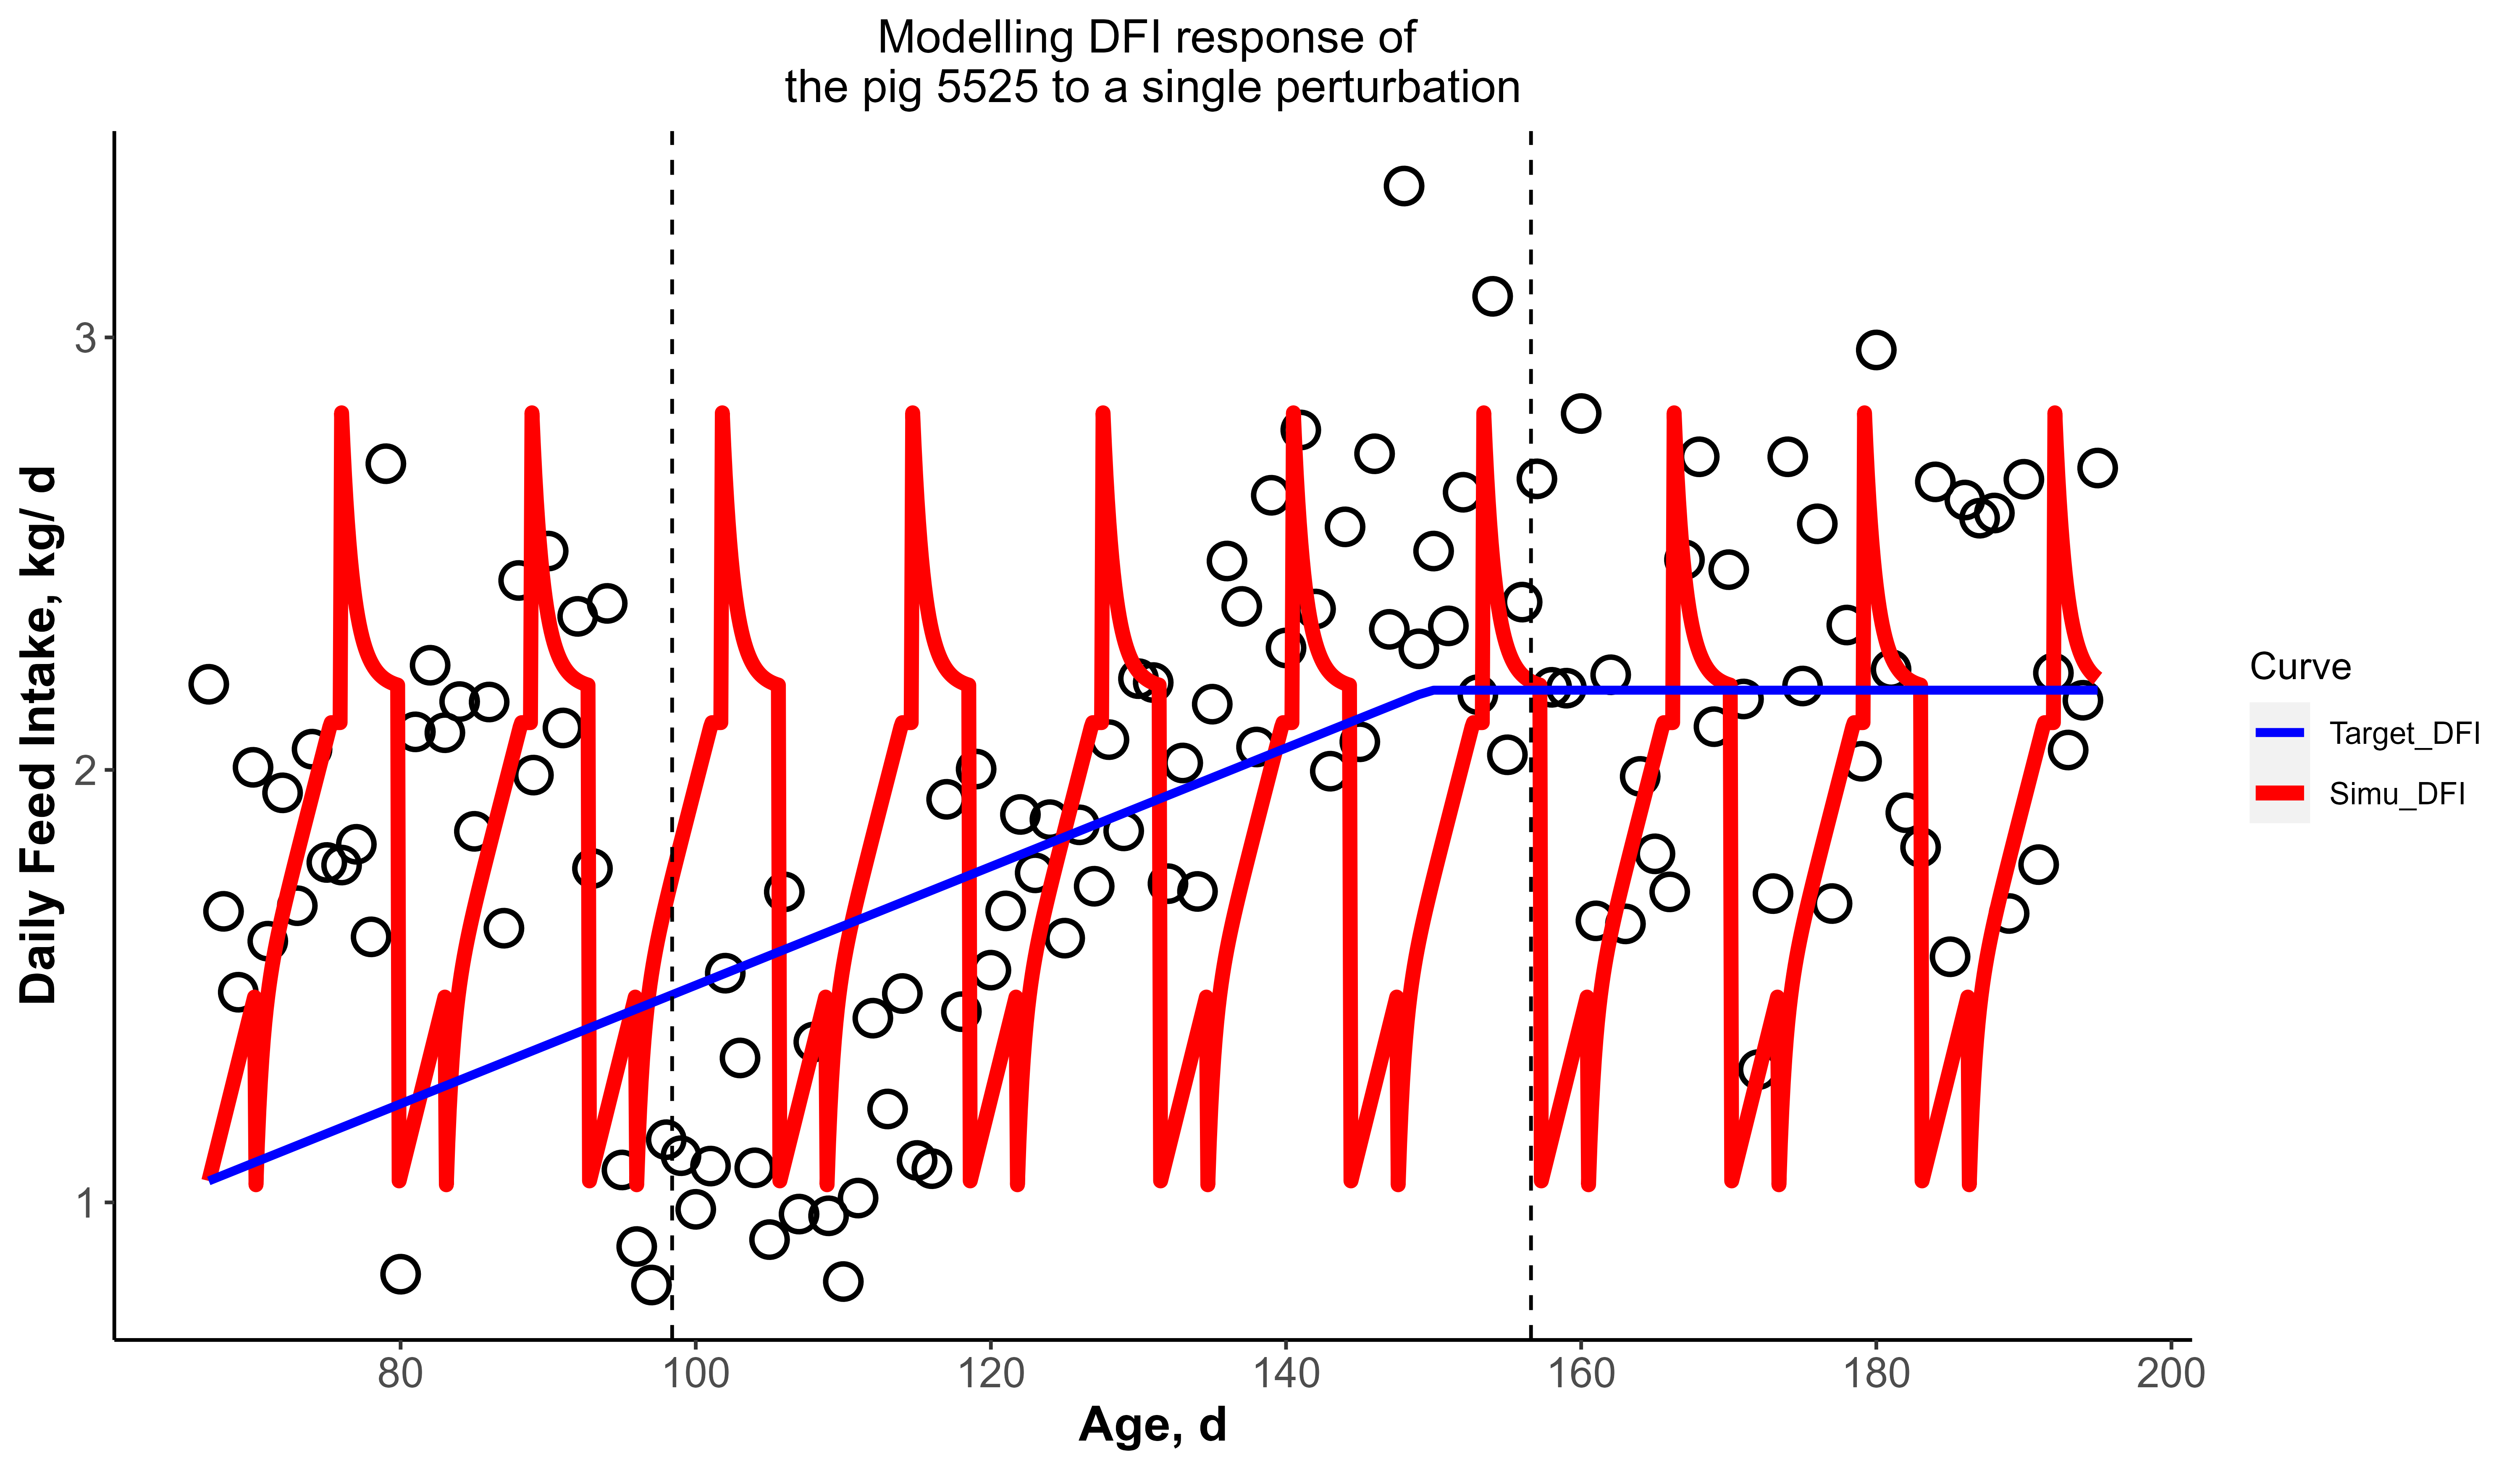 Modelling DFI response of
the pig 5525 to a single perturbation
Daily Feed Intake, kg/ d
3
2
1
80
100
120
140
160
180
200
Age, d
Curve
Target_DFI
Simu_DFI